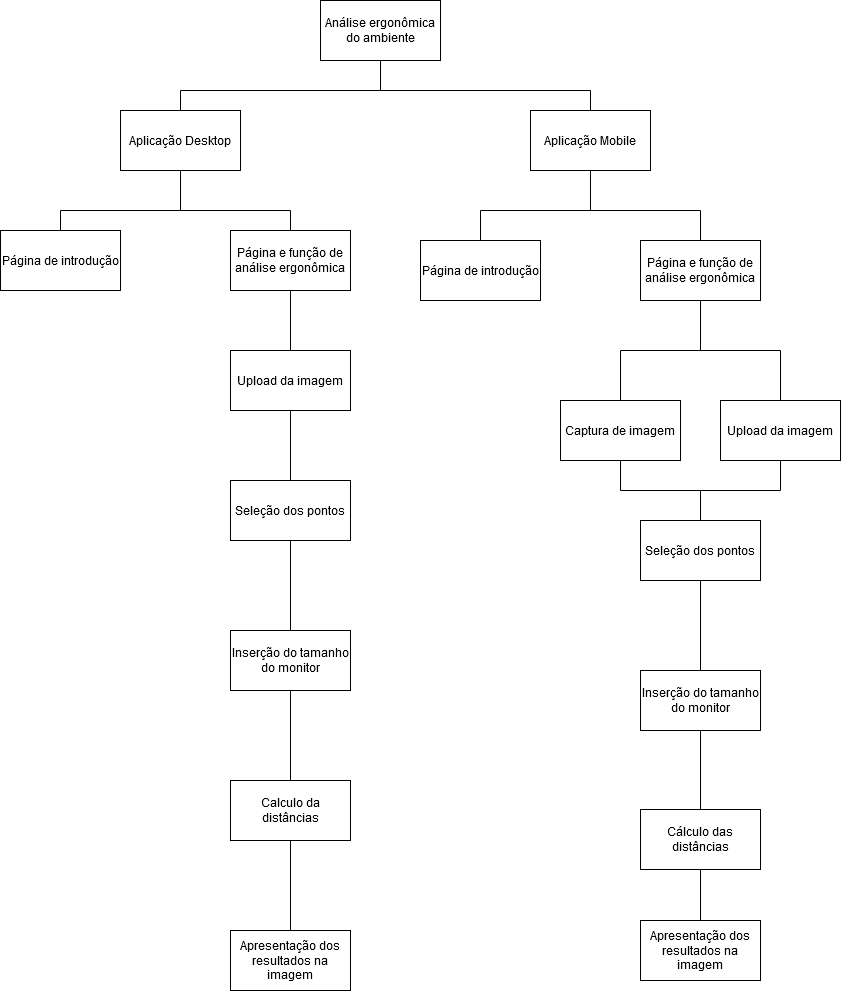 Análise ergonômica
do ambiente
Aplicação Desktop
Aplicação Mobile
Página de introdução
Página e função de
análise ergonômica
Página de introdução
Página e função de
análise ergonômica
Upload da imagem
Captura de imagem
Upload da imagem
Seleção dos pontos
Seleção dos pontos
Inserção do tamanho
do monitor
Inserção do tamanho
do monitor
Calculo da
distâncias
Cálculo das
distâncias
Apresentação dos
resultados na
imagem
Apresentação dos
resultados na
imagem